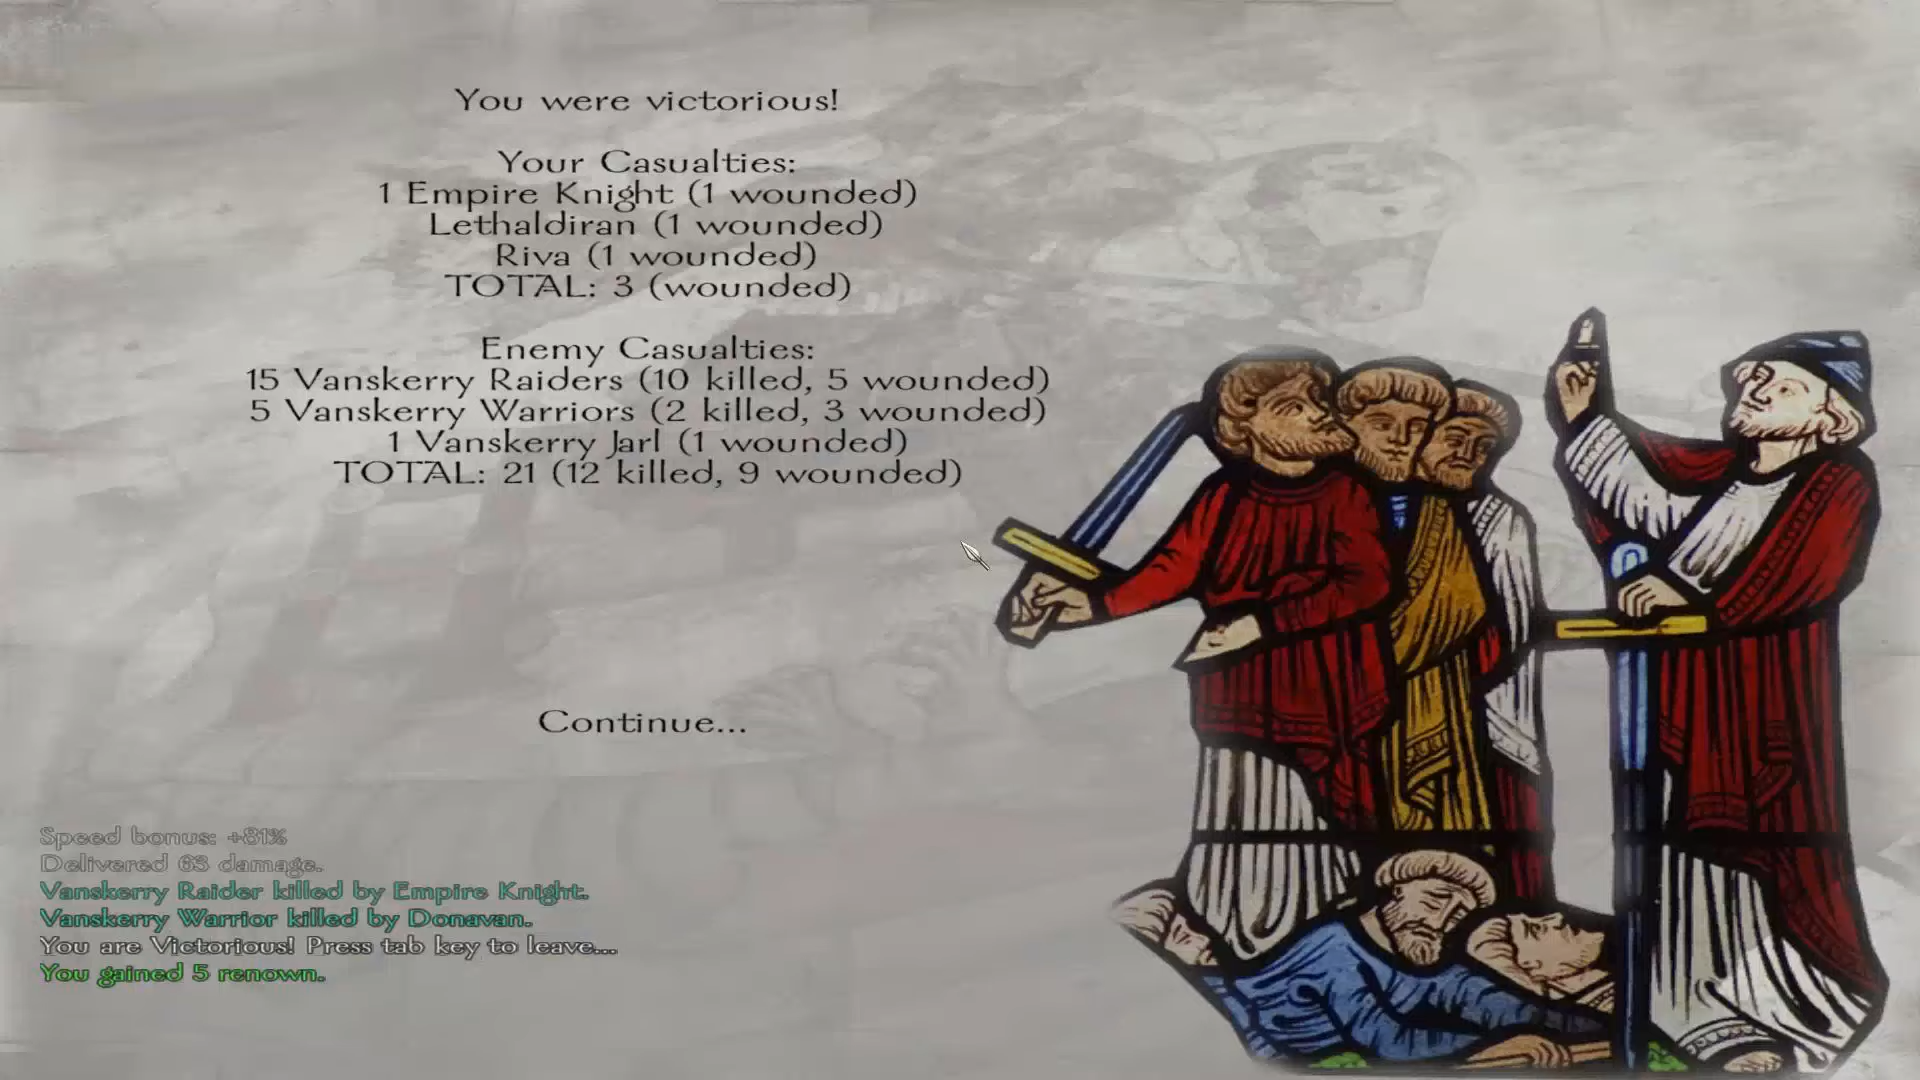 You were victorious!
Your Casualties:
1 Empire Knight (1 wounded)
Lethaldiran (1 wounded)
Riva (1 wounded)
TOTAL: 3 (wounded)
Enemy Casualties:
15 Vanskerry Raiders (10 killed, 5 wounded)
5 Vanskerry Warriors (2 killed, 3 wounded)
1 Vanskerry Jarl (1 wounded)
TOTAL: 21 (12 killed, 9 wounded)
Continue...
Speed bonus: +81%
Delivered 63 damage.
Vanskerry Raider killed by Empire Knight.
Vanskerry Warrior killed by Donavan.
You are Victorious! Press tab key to leave...
You gained 5 renown.